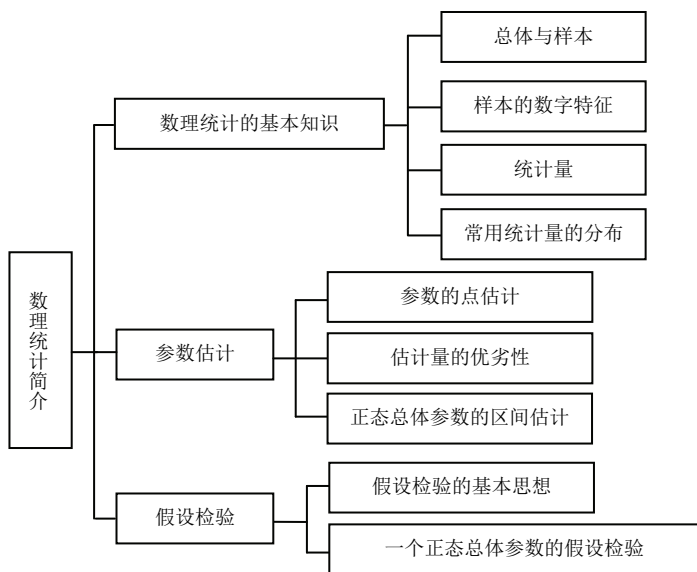 总体与样本
样本的数字特征
数理统计的基本知识
统计量
常用统计量的分布
数理统计简介
参数的点估计
参数估计
估计量的优劣性
正态总体参数的区间估计
假设检验的基本思想
假设检验
一个正态总体参数的假设检验